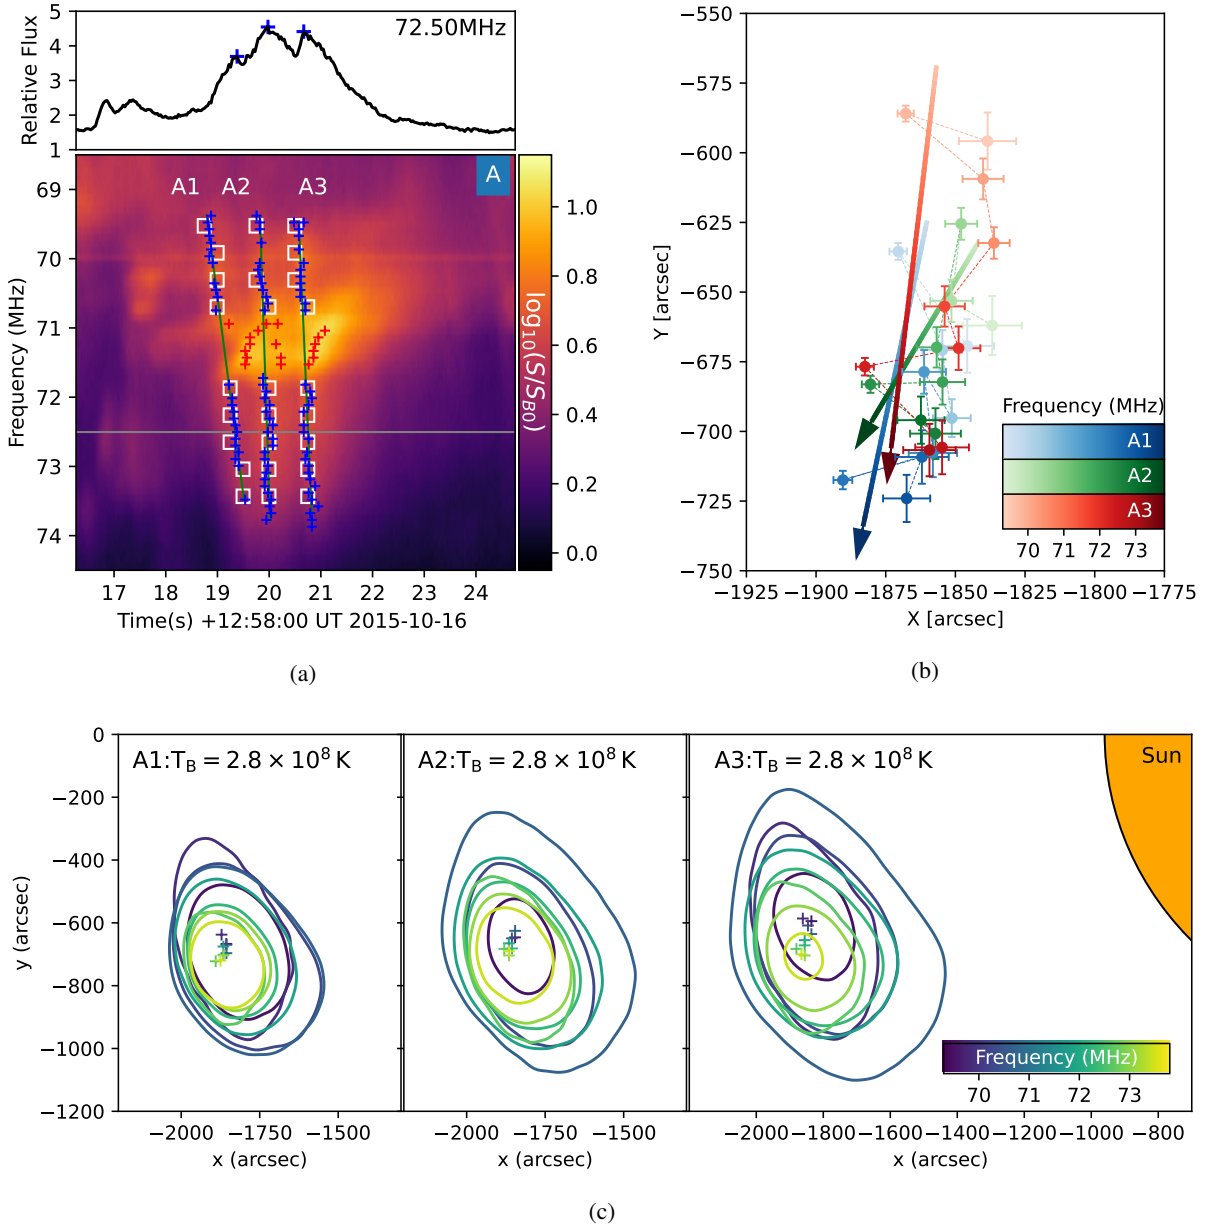 72.50MHz
Relative Flux
5
4
3
2
1
A
A1 A2 A3
69
70
71
72
73
74
Frequency (MHz)
17 18 19 20 21 22 23 24
Time(s) +12:58:00 UT 2015-10-16
1.0
0.8
0.6
0.4
0.2
0.0
log₁₀(S/S_B0)
(a)
−550
−575
−600
−625
−650
−675
−700
−725
−750
Y [arcsec]
−1925 −1900 −1875 −1850 −1825 −1800 −1775
X [arcsec]
Frequency (MHz)
A1
A2
A3
70 71 72 73
(b)
A1:T_B = 2.8 × 10⁸ K
A2:T_B = 2.8 × 10⁸ K
A3:T_B = 2.8 × 10⁸ K
Sun
0
−200
−400
−600
−800
−1000
−1200
y (arcsec)
Frequency (MHz)
70 71 72 73
−2000 −1750 −1500
−2000 −1750 −1500
−2000 −1800 −1600 −1400 −1200 −1000 −800
x (arcsec)
x (arcsec)
x (arcsec)
(c)